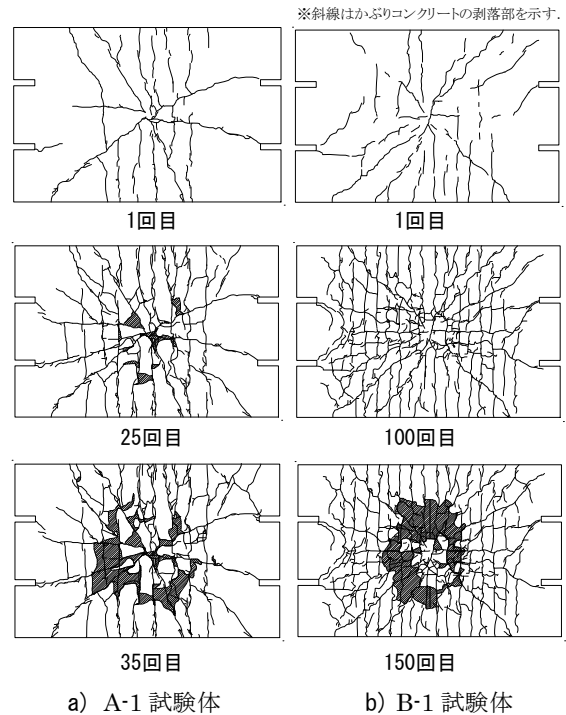 ※斜線はかぶりコンクリートの剥落部を示す.
1回目
1回目
25回目
100回目
35回目
150回目
a) A-1 試験体
b) B-1 試験体